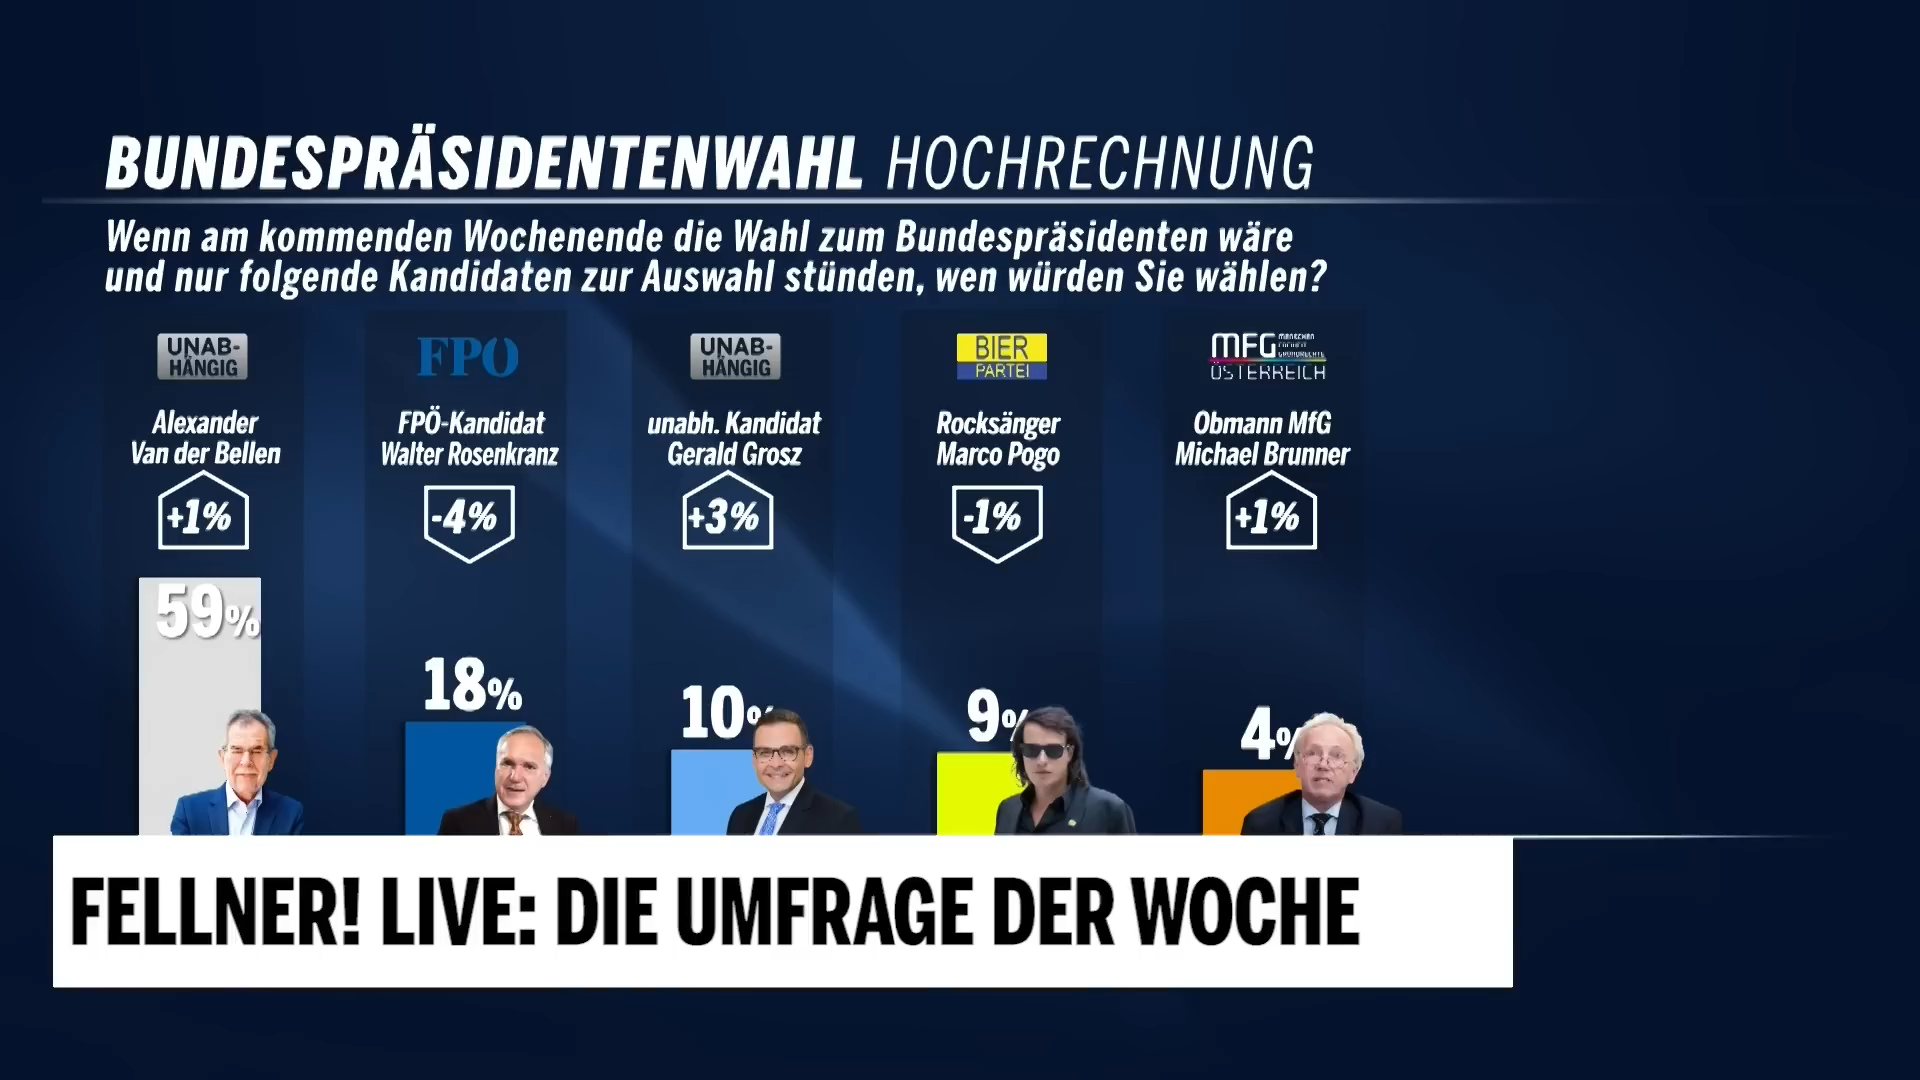 BUNDESPRÄSIDENTENWAHL HOCHRECHNUNG
Wenn am kommenden Wochenende die Wahl zum Bundespräsidenten wäre
und nur folgende Kandidaten zur Auswahl stünden, wen würden Sie wählen?
UNAB-
HÄNGIG
Alexander
Van der Bellen
+1%
59%
FPÖ
FPÖ-Kandidat
Walter Rosenkranz
-4%
18%
UNAB-
HÄNGIG
unabh. Kandidat
Gerald Grosz
+3%
10%
BIER
PARTEI
Rocksänger
Marco Pogo
-1%
9%
MFG
MENSCHEN
FREIHEIT
GRUNDRECHTE
ÖSTERREICH
Obmann MfG
Michael Brunner
+1%
4%
FELLNER! LIVE: DIE UMFRAGE DER WOCHE